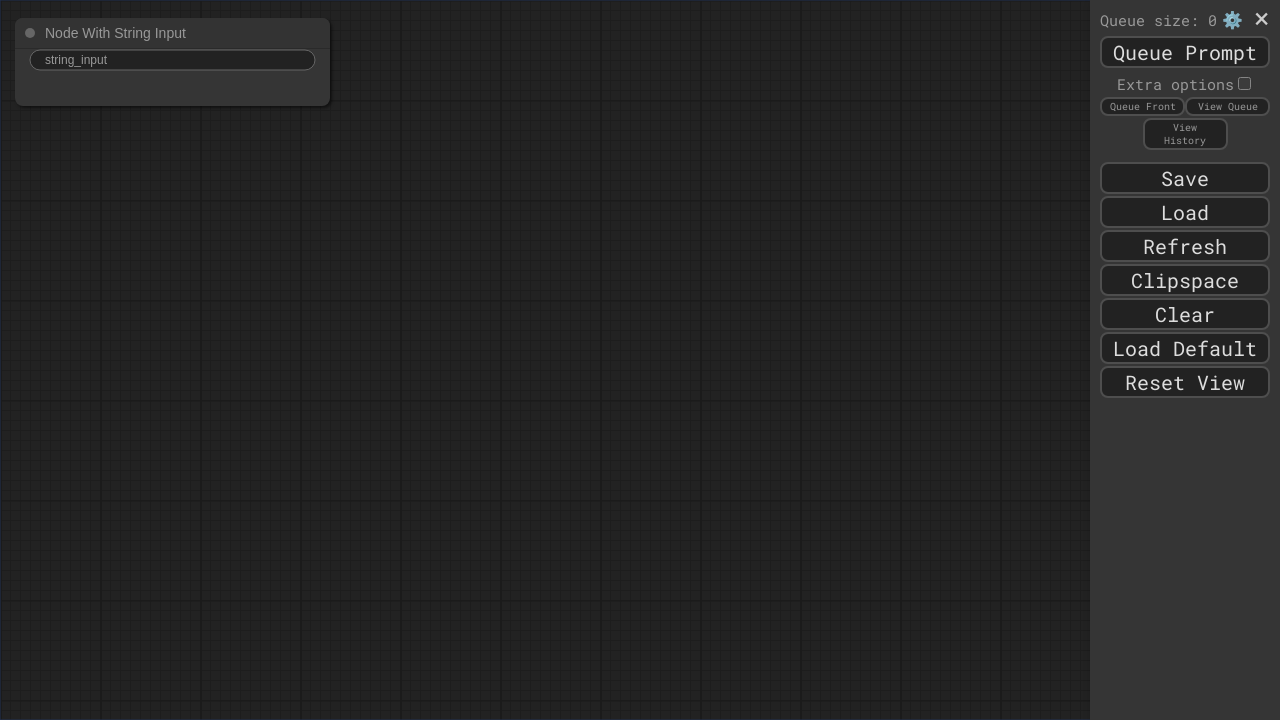 Node With String Input
string_input
Queue size: 0
Queue Prompt
Extra options
Queue Front
View Queue
View
History
Save
Load
Refresh
Clipspace
Clear
Load Default
Reset View